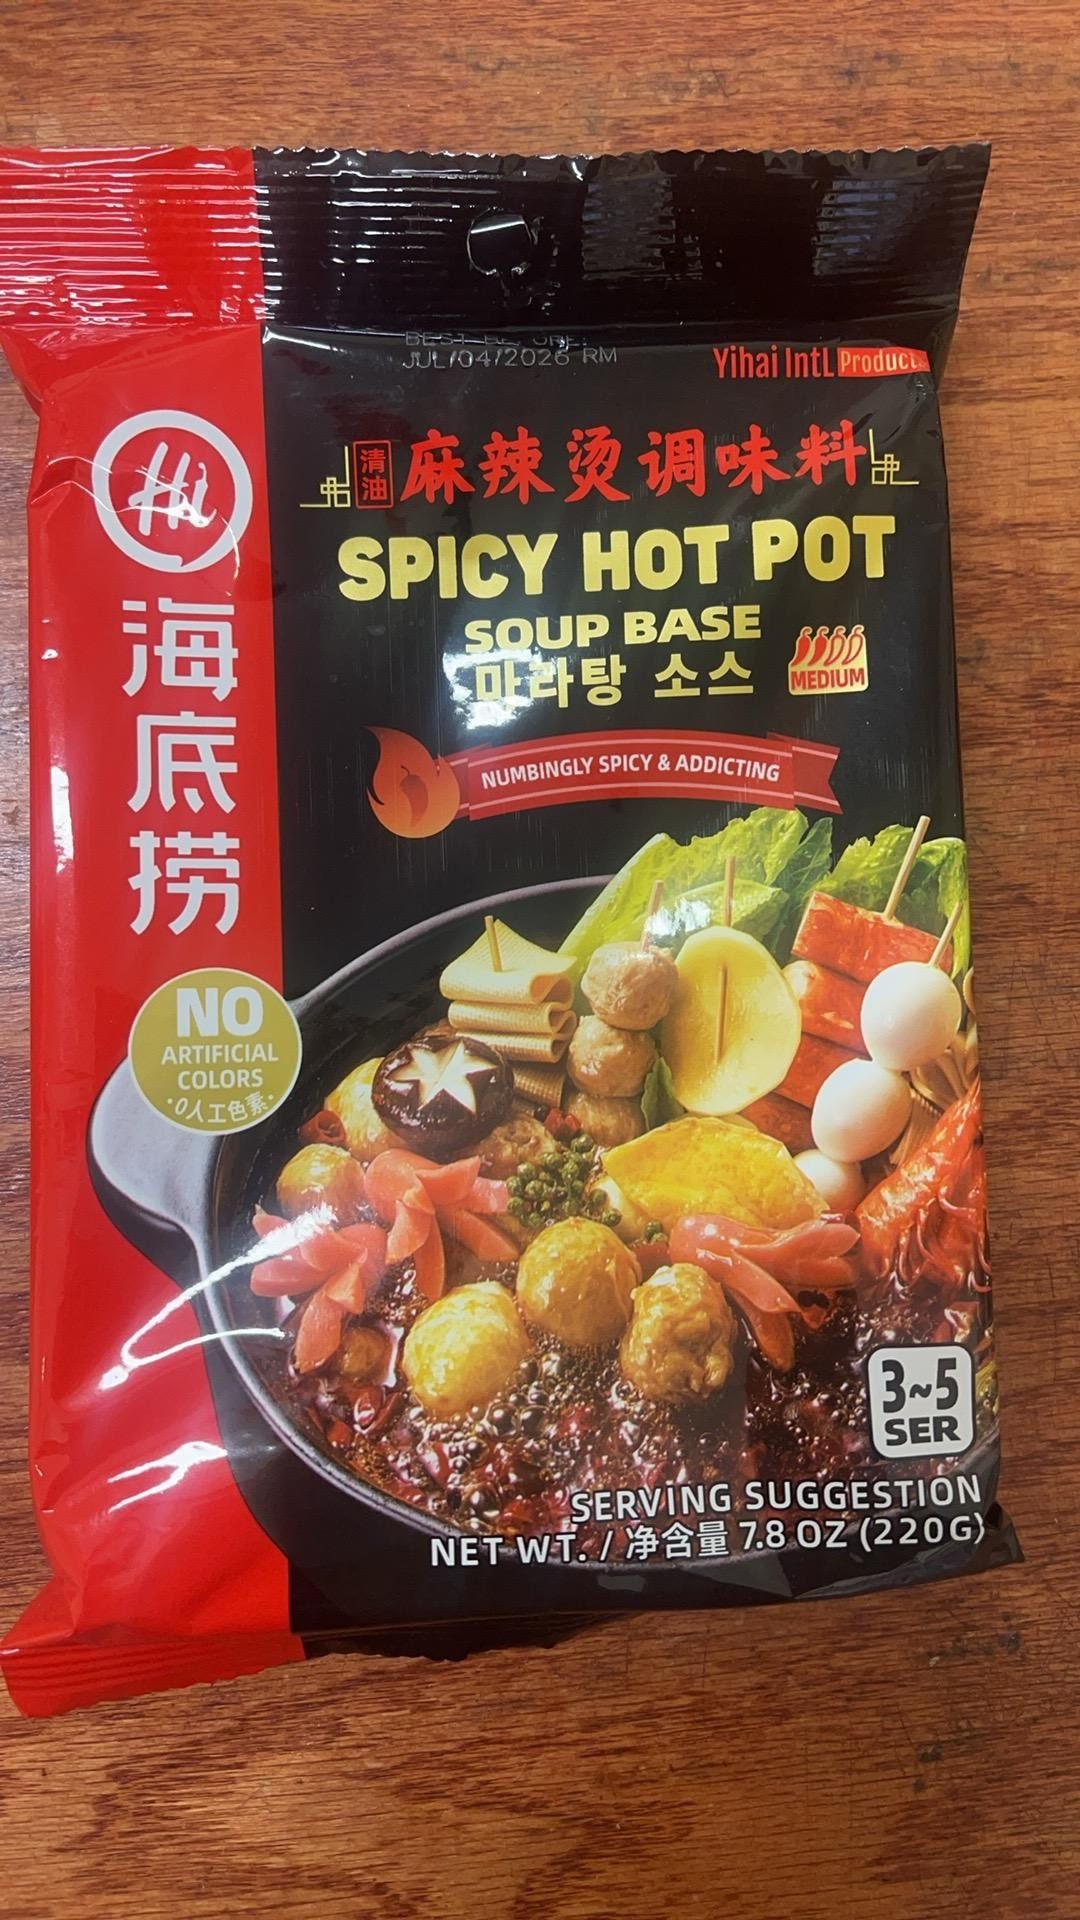 BEST BEFORE:
JUL/04/2026 RM
Yihai IntL Product
Hi
海底捞
清油
麻辣烫调味料
SPICY HOT POT
SOUP BASE
마라탕 소스
MEDIUM
NUMBINGLY SPICY & ADDICTING
NO
ARTIFICIAL
COLORS
·0人工色素·
3~5
SER
SERVING SUGGESTION
NET WT. / 净含量 7.8 OZ (220G)